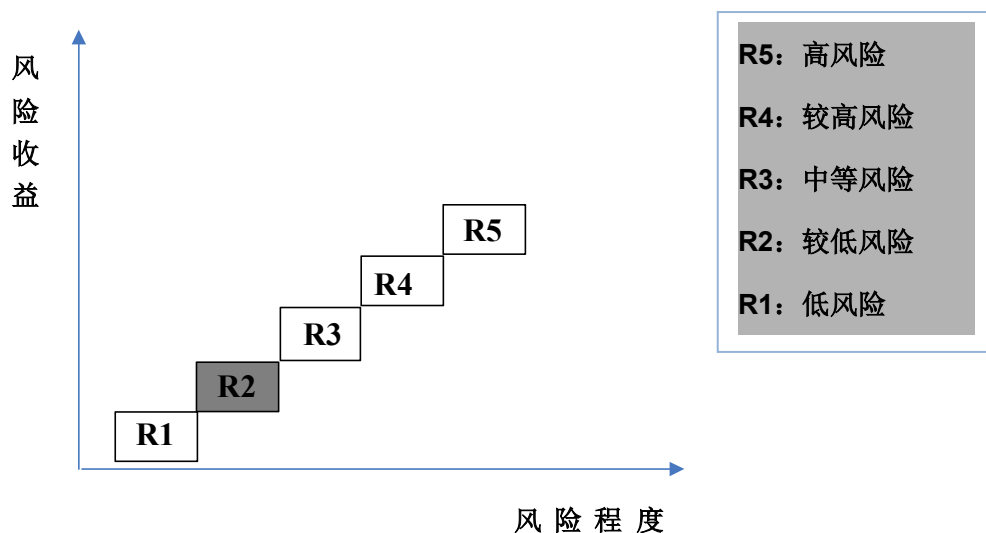 风
险
收
益
R5
R4
R3
R2
R1
风 险 程 度
R5：高风险
R4：较高风险
R3：中等风险
R2：较低风险
R1：低风险